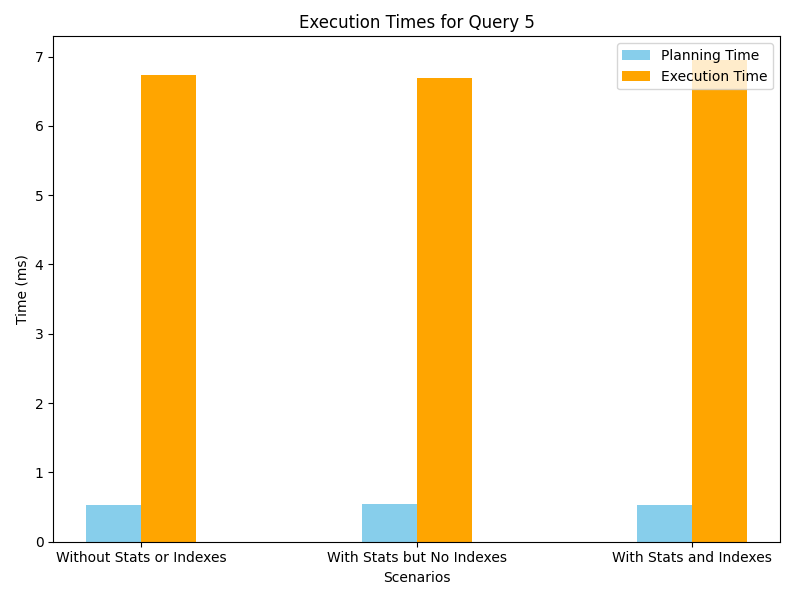 Execution Times for Query 5
Planning Time
Execution Time
Time (ms)
7
6
5
4
3
2
1
0
Without Stats or Indexes
With Stats but No Indexes
With Stats and Indexes
Scenarios